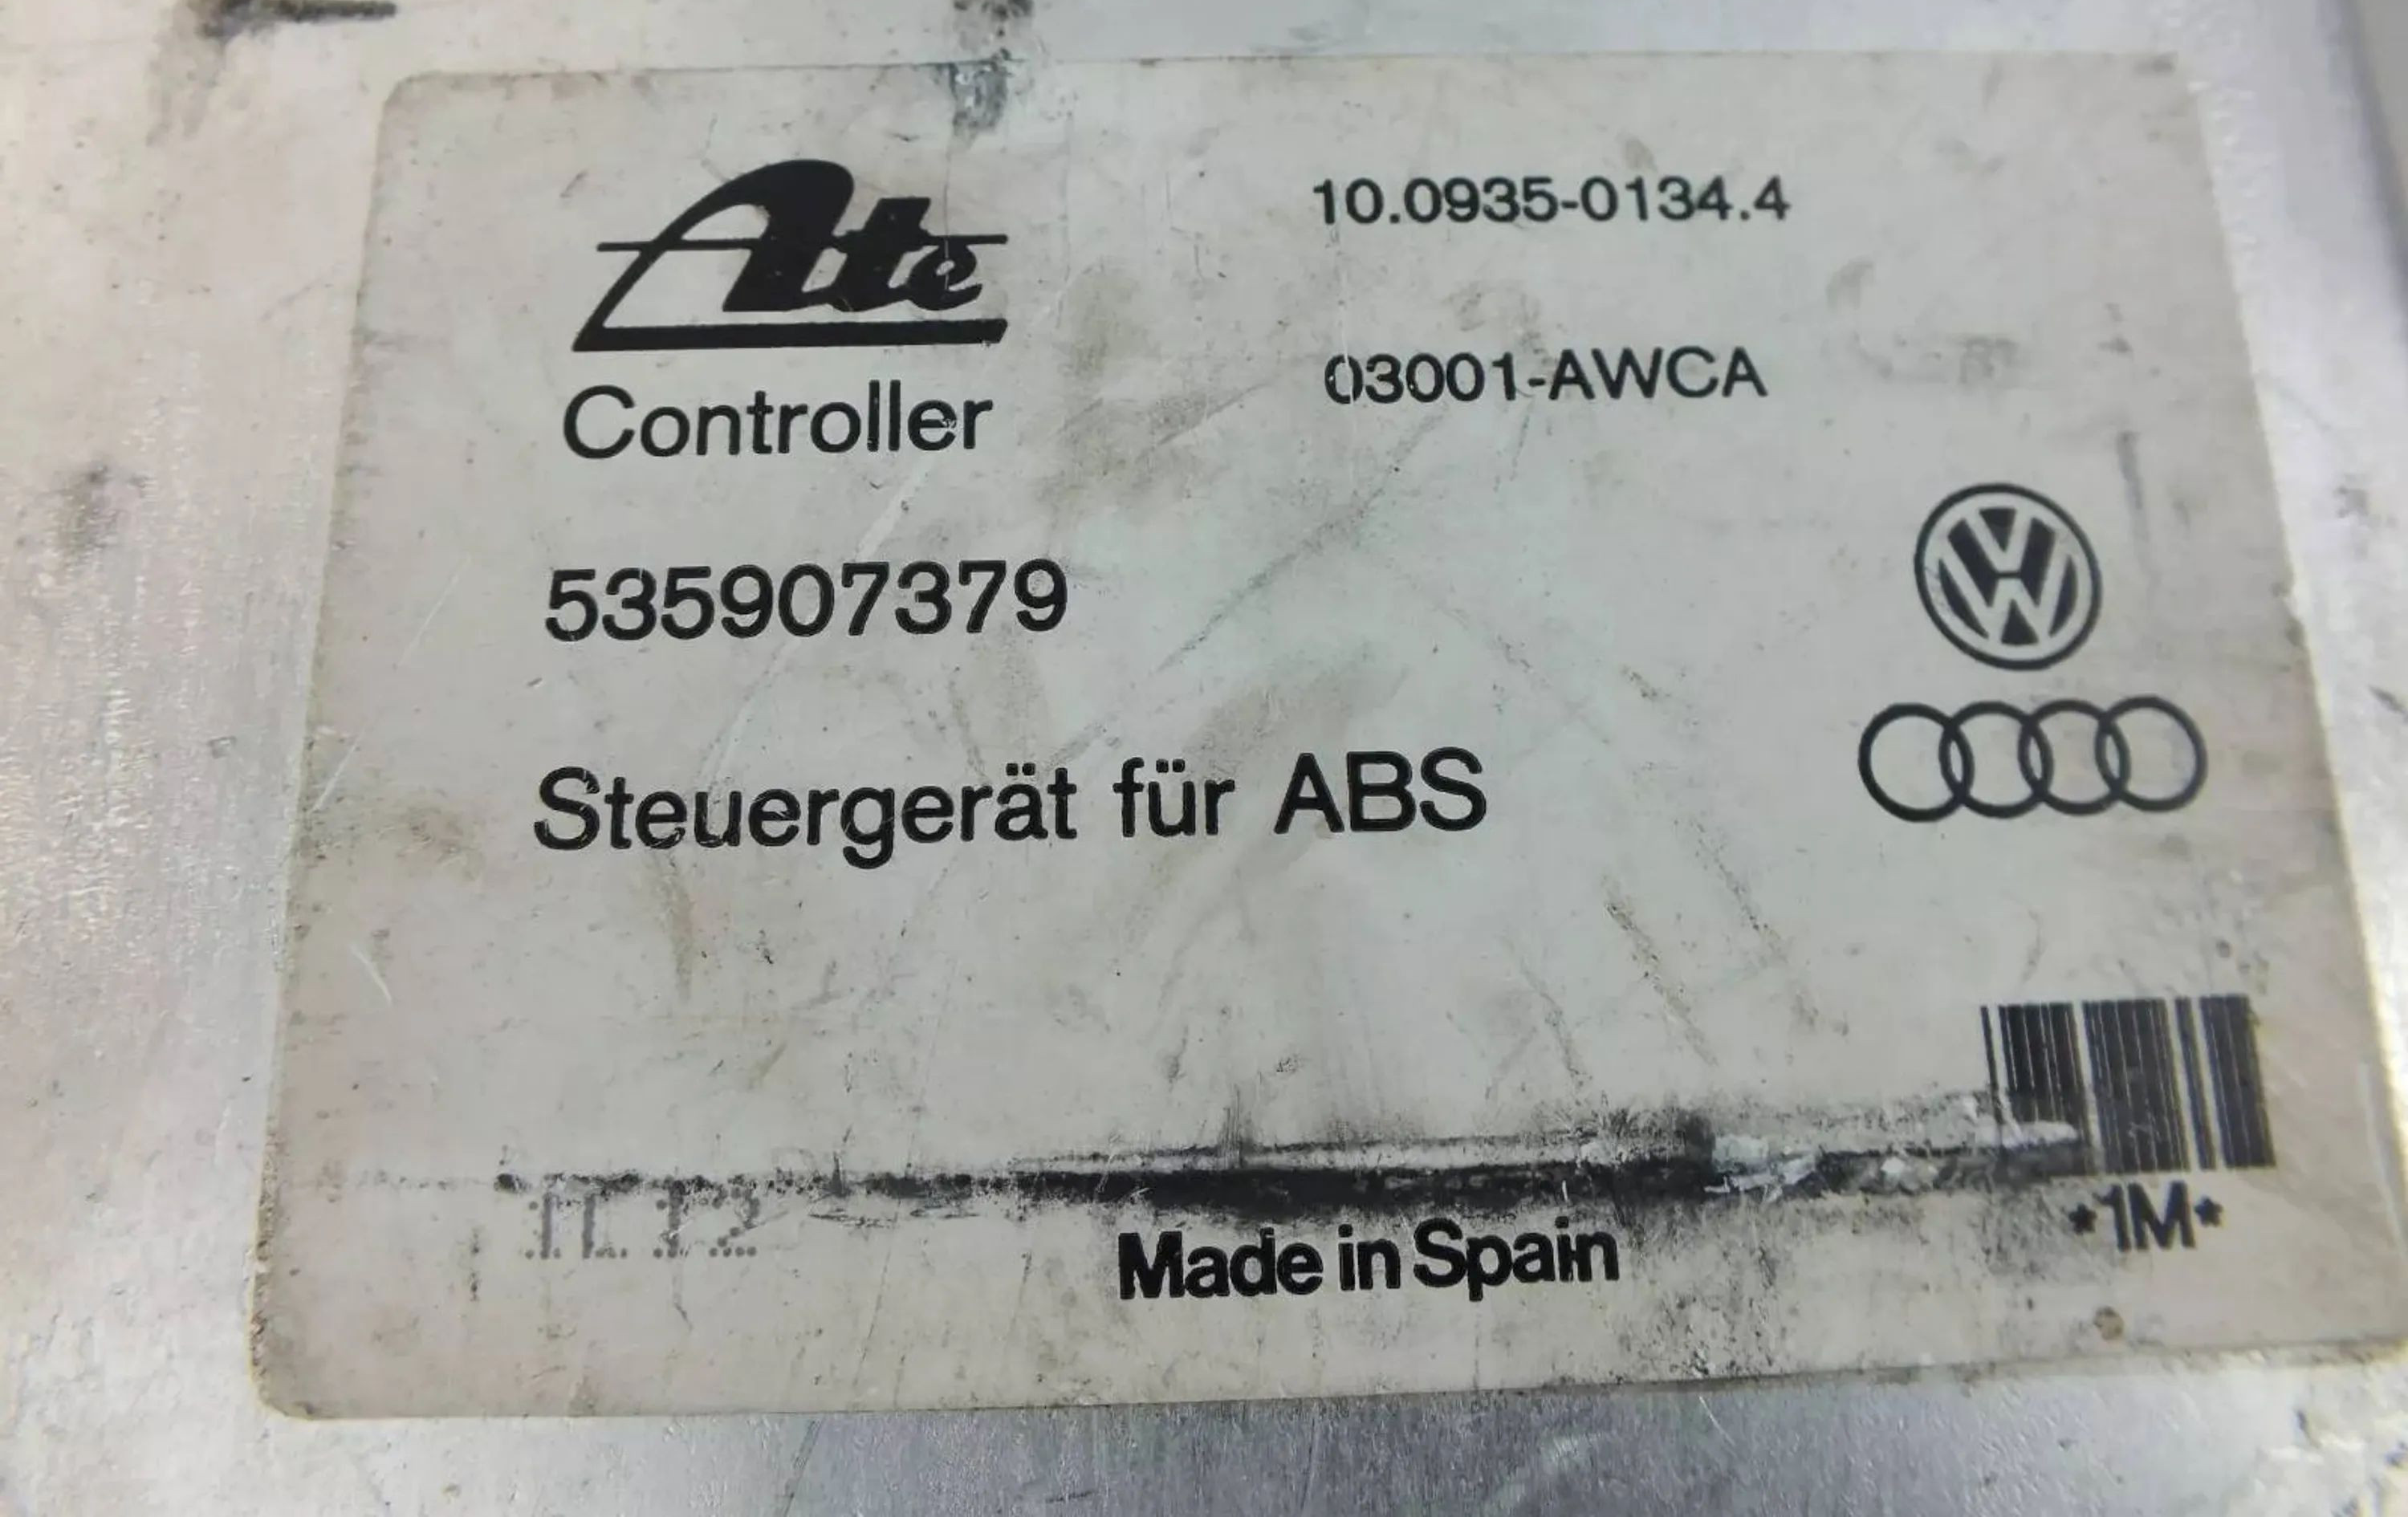 Ate
10.0935-0134.4
Controller
03001-AWCA
535907379
Steuergerät für ABS
*1M*
Made in Spain